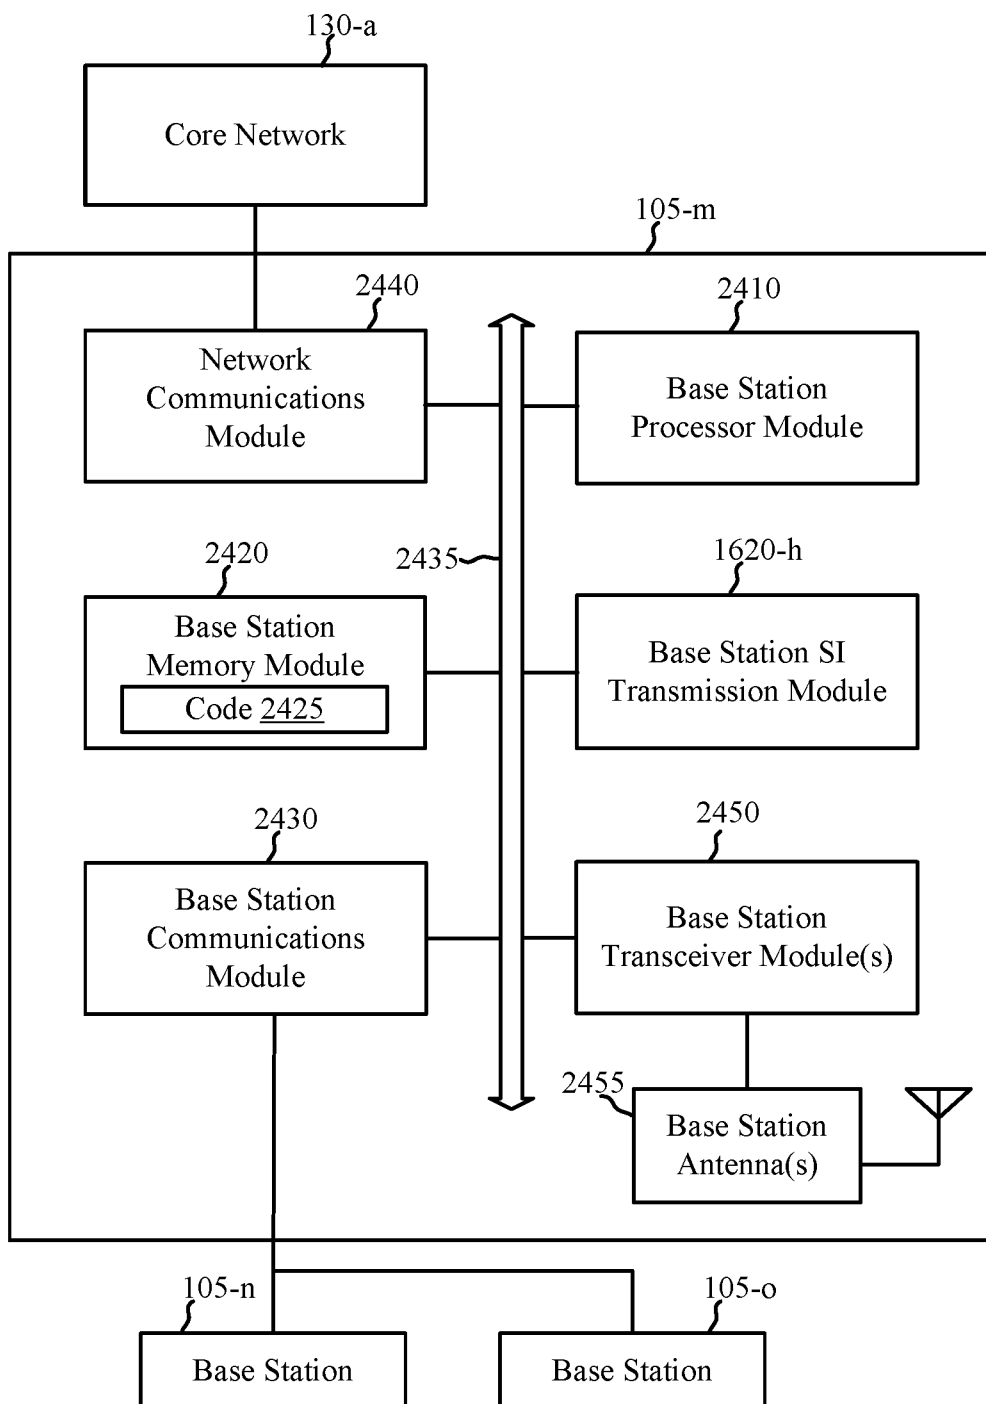 130-a
Core Network
105-m
2440
Network
Communications
Module
2410
Base Station
Processor Module
2435
2420
Base Station
Memory Module
Code 2425
1620-h
Base Station SI
Transmission Module
2430
Base Station
Communications
Module
2450
Base Station
Transceiver Module(s)
2455
Base Station
Antenna(s)
105-n
Base Station
105-o
Base Station